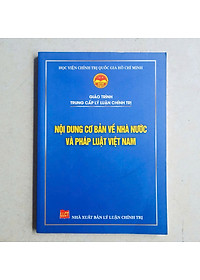 HỌC VIỆN CHÍNH TRỊ QUỐC GIA HỒ CHÍ MINH
GIÁO TRÌNH
TRUNG CẤP LÝ LUẬN CHÍNH TRỊ
NỘI DUNG CƠ BẢN VỀ NHÀ NƯỚC
VÀ PHÁP LUẬT VIỆT NAM
NHÀ XUẤT BẢN LÝ LUẬN CHÍNH TRỊ